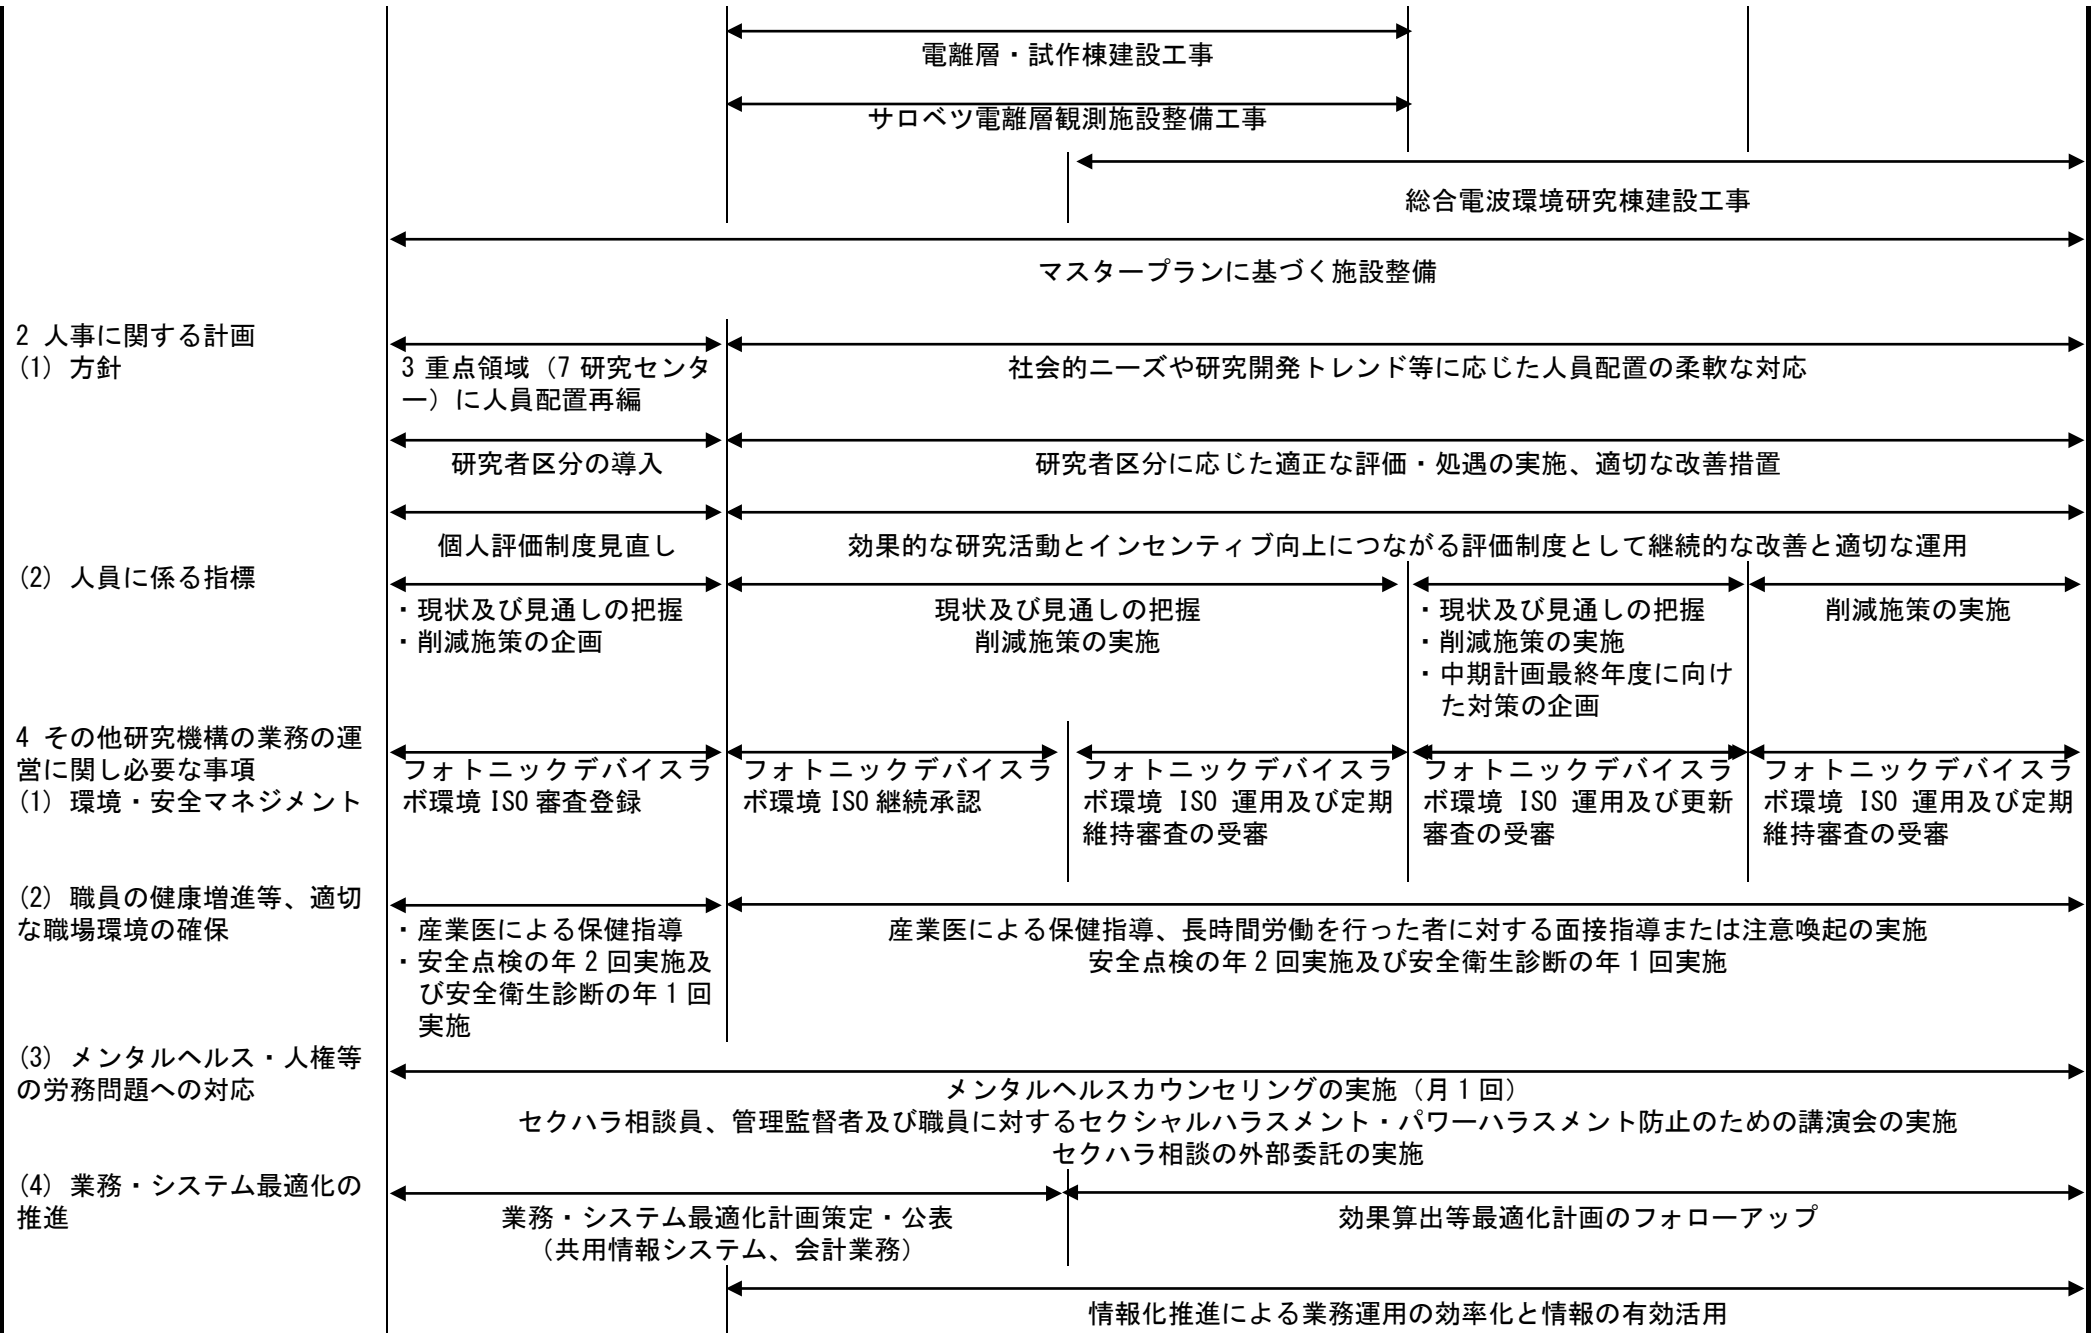 電離層・試作棟建設工事
サロベツ電離層観測施設整備工事
総合電波環境研究棟建設工事
マスタープランに基づく施設整備
2 人事に関する計画
(1) 方針
3 重点領域（7 研究センタ
ー）に人員配置再編
社会的ニーズや研究開発トレンド等に応じた人員配置の柔軟な対応
研究者区分の導入
研究者区分に応じた適正な評価・処遇の実施、適切な改善措置
個人評価制度見直し
効果的な研究活動とインセンティブ向上につながる評価制度として継続的な改善と適切な運用
(2) 人員に係る指標
・現状及び見通しの把握
・削減施策の企画
現状及び見通しの把握
削減施策の実施
・現状及び見通しの把握
・削減施策の実施
・中期計画最終年度に向け
た対策の企画
削減施策の実施
4 その他研究機構の業務の運
営に関し必要な事項
(1) 環境・安全マネジメント
フォトニックデバイスラ
ボ環境 ISO 審査登録
フォトニックデバイスラ
ボ環境 ISO 継続承認
フォトニックデバイスラ
ボ環境 ISO 運用及び定期
維持審査の受審
フォトニックデバイスラ
ボ環境 ISO 運用及び更新
審査の受審
フォトニックデバイスラ
ボ環境 ISO 運用及び定期
維持審査の受審
(2) 職員の健康増進等、適切
な職場環境の確保
・産業医による保健指導
・安全点検の年 2 回実施及
び安全衛生診断の年 1 回
実施
産業医による保健指導、長時間労働を行った者に対する面接指導または注意喚起の実施
安全点検の年 2 回実施及び安全衛生診断の年 1 回実施
(3) メンタルヘルス・人権等
の労務問題への対応
メンタルヘルスカウンセリングの実施（月 1 回）
セクハラ相談員、管理監督者及び職員に対するセクシャルハラスメント・パワーハラスメント防止のための講演会の実施
セクハラ相談の外部委託の実施
(4) 業務・システム最適化の
推進
業務・システム最適化計画策定・公表
（共用情報システム、会計業務）
効果算出等最適化計画のフォローアップ
情報化推進による業務運用の効率化と情報の有効活用